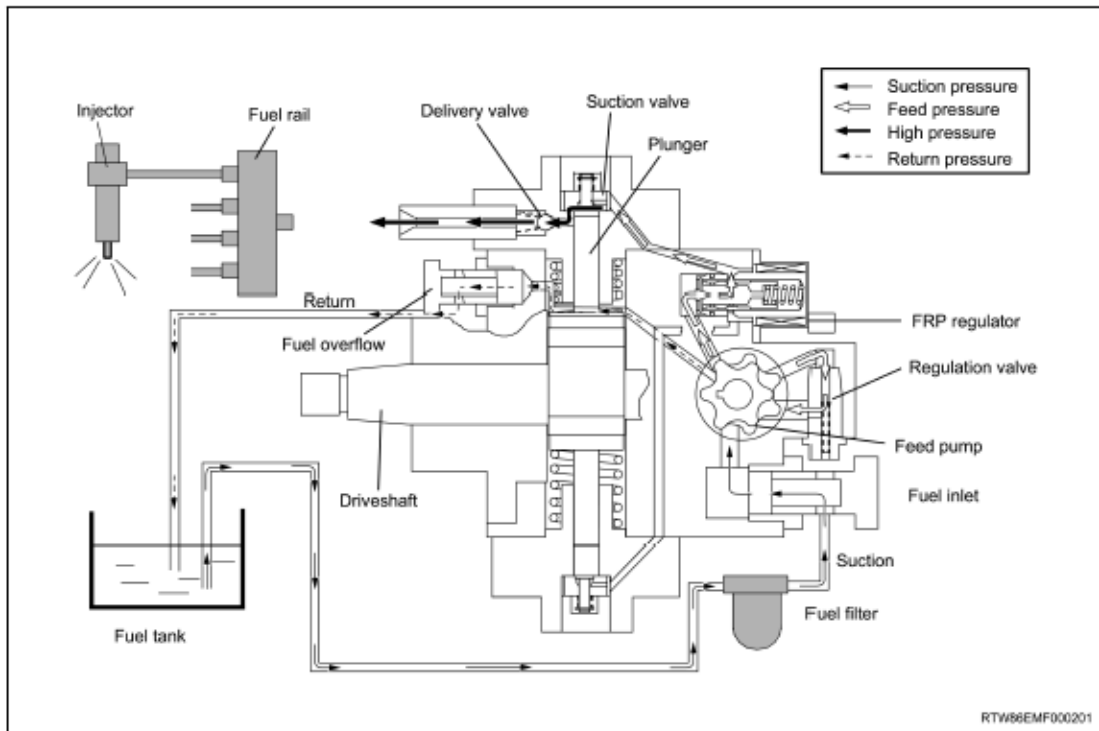 Injector
Fuel rail
Delivery valve
Suction valve
Plunger
Suction pressure
Feed pressure
High pressure
Return pressure
Return
Fuel overflow
FRP regulator
Regulation valve
Feed pump
Driveshaft
Fuel inlet
Suction
Fuel filter
Fuel tank
RTW86EMF000201